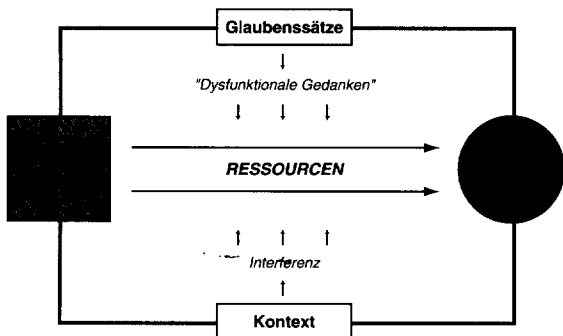 Glaubenssätze
"Dysfunktionale Gedanken"
RESSOURCEN
Interferenz
Kontext